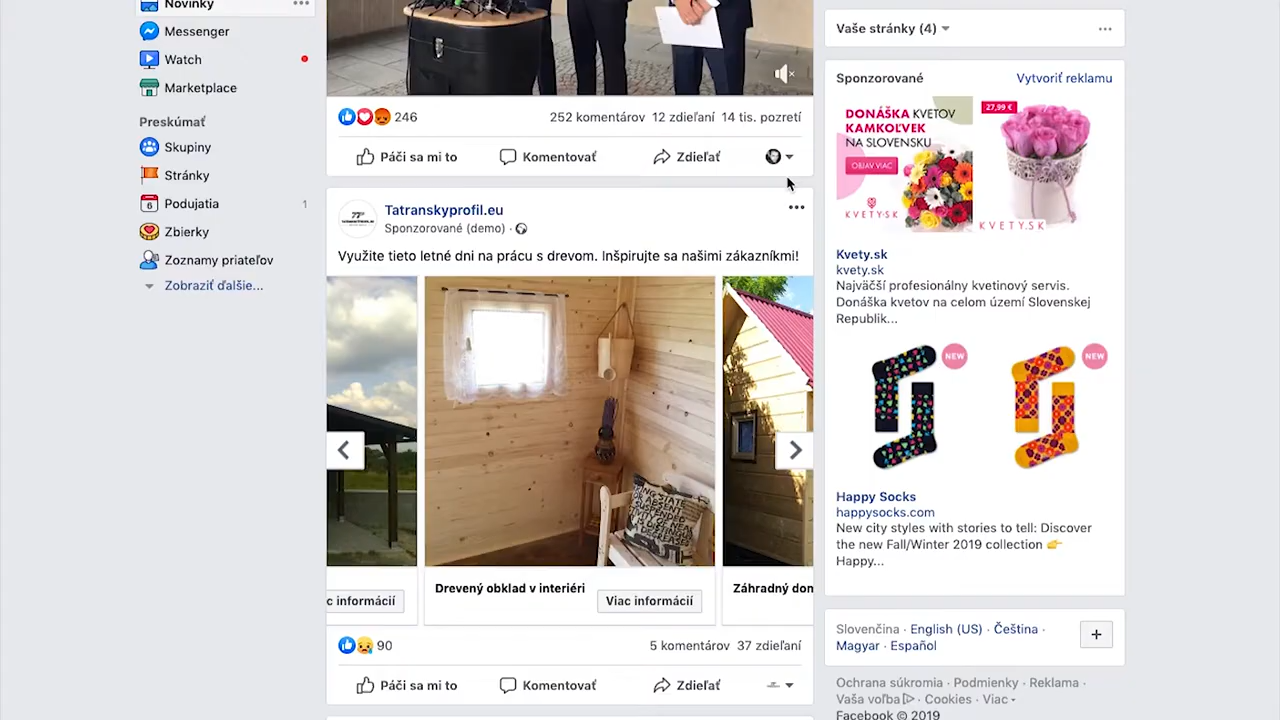 Novinky
Messenger
Watch
Marketplace
Preskúmať
Skupiny
Stránky
6
Podujatia
1
Zbierky
Zoznamy priateľov
Zobraziť ďalšie...
246
252 komentárov 12 zdieľaní 14 tis. pozretí
Páči sa mi to
Komentovať
Zdieľať
Tatranskyprofil.eu
Sponzorované (demo) ·
Využite tieto letné dni na prácu s drevom. Inšpirujte sa našimi zákazníkmi!
c informácií
Drevený obklad v interiéri
Viac informácií
Záhradný dom
90
5 komentárov 37 zdieľaní
Páči sa mi to
Komentovať
Zdieľať
Vaše stránky (4)
Sponzorované
Vytvoriť reklamu
DONÁŠKA KVETOV
KAMKOĽVEK
NA SLOVENSKU
OBJAV VIAC
KVETY.SK
27,99 €
KVETY.SK
Kvety.sk
kvety.sk
Najväčší profesionálny kvetinový servis.
Donáška kvetov na celom území Slovenskej
Republik...
NEW
NEW
Happy Socks
happysocks.com
New city styles with stories to tell: Discover
the new Fall/Winter 2019 collection 👉
Happy...
Slovenčina · English (US) · Čeština ·
Magyar · Español
Ochrana súkromia · Podmienky · Reklama ·
Vaša voľba · Cookies · Viac
Facebook © 2019